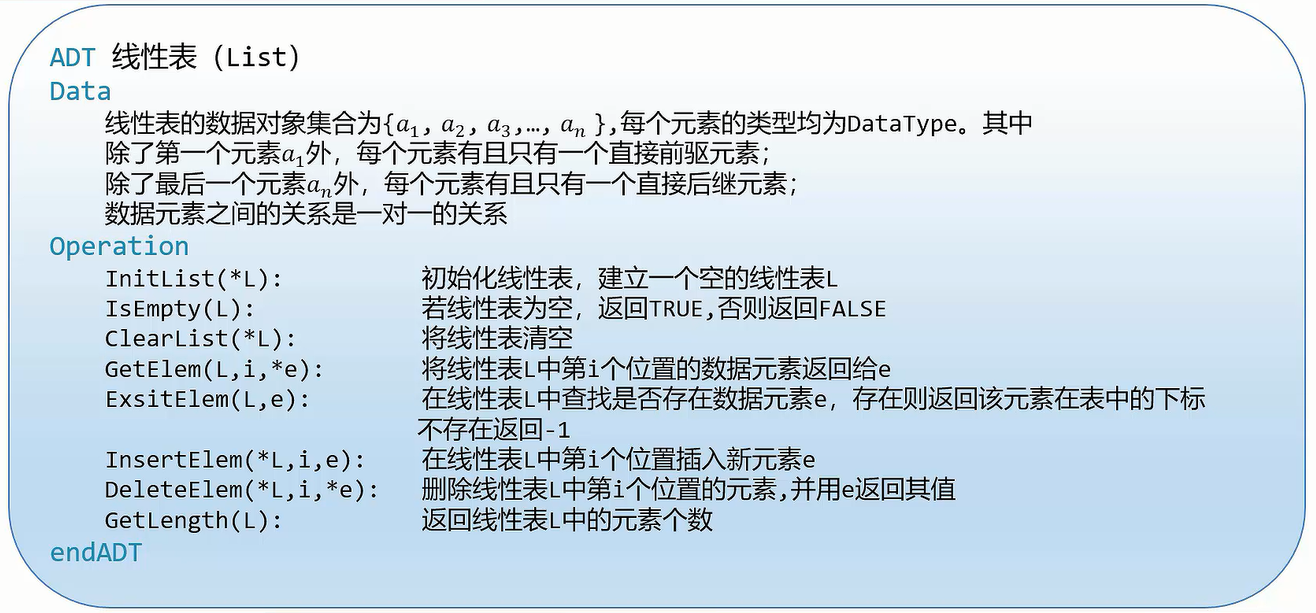 ADT 线性表 (List)
Data
线性表的数据对象集合为{a₁, a₂, a₃,…, aₙ },每个元素的类型均为DataType。其中
除了第一个元素a₁外，每个元素有且只有一个直接前驱元素；
除了最后一个元素aₙ外，每个元素有且只有一个直接后继元素；
数据元素之间的关系是一对一的关系
Operation
InitList(*L): 初始化线性表，建立一个空的线性表L
IsEmpty(L): 若线性表为空，返回TRUE,否则返回FALSE
ClearList(*L): 将线性表清空
GetElem(L,i,*e): 将线性表L中第i个位置的数据元素返回给e
ExsitElem(L,e): 在线性表L中查找是否存在数据元素e，存在则返回该元素在表中的下标
不存在返回-1
InsertElem(*L,i,e): 在线性表L中第i个位置插入新元素e
DeleteElem(*L,i,*e): 删除线性表L中第i个位置的元素,并用e返回其值
GetLength(L): 返回线性表L中的元素个数
endADT